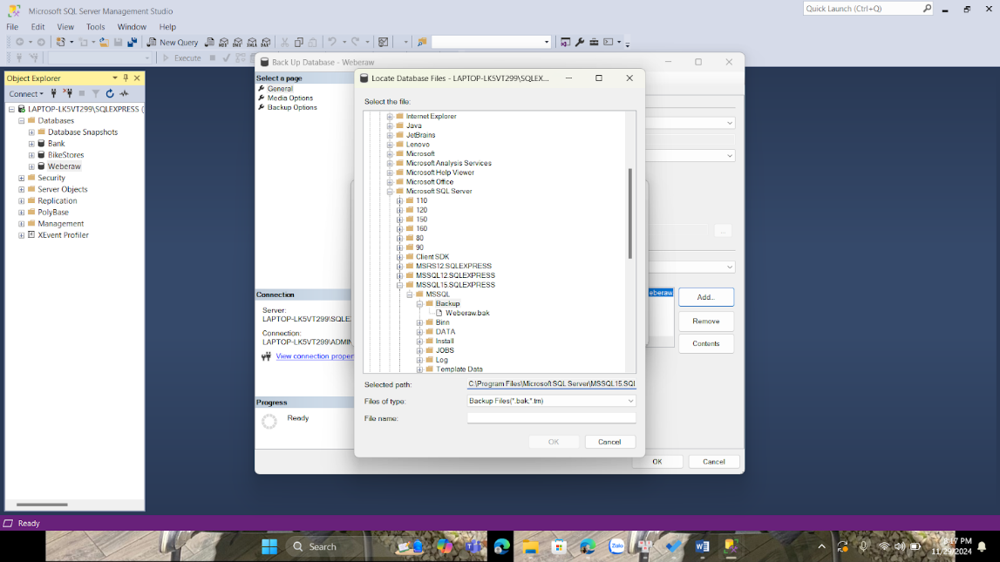 Microsoft SQL Server Management Studio
Quick Launch (Ctrl+Q)
File Edit View Tools Window Help
New Query
Execute
Object Explorer
Connect
LAPTOP-LK5VT299\SQLEXPRESS (
Databases
Database Snapshots
Bank
BikeStores
Weberaw
Security
Server Objects
Replication
PolyBase
Management
XEvent Profiler
Back Up Database - Weberaw
Select a page
General
Media Options
Backup Options
Connection
Server:
LAPTOP-LK5VT299\SQLE
Connection:
LAPTOP-LK5VT299\ADMIN
View connection proper
Progress
Ready
eberaw
Add...
Remove
Contents
OK Cancel
Locate Database Files - LAPTOP-LK5VT299\SQLEX...
Select the file:
Internet Explorer
Java
JetBrains
Lenovo
Microsoft
Microsoft Analysis Services
Microsoft Help Viewer
Microsoft Office
Microsoft SQL Server
110
120
150
160
80
90
Client SDK
MSRS12.SQLEXPRESS
MSSQL12.SQLEXPRESS
MSSQL15.SQLEXPRESS
MSSQL
Backup
Weberaw.bak
Binn
DATA
Install
JOBS
Log
Template Data
Selected path: C:\Program Files\Microsoft SQL Server\MSSQL15.SQl
Files of type: Backup Files(*.bak;*.trn)
File name:
OK Cancel
Ready
Search
Zalo
8:17 PM
11/29/2024